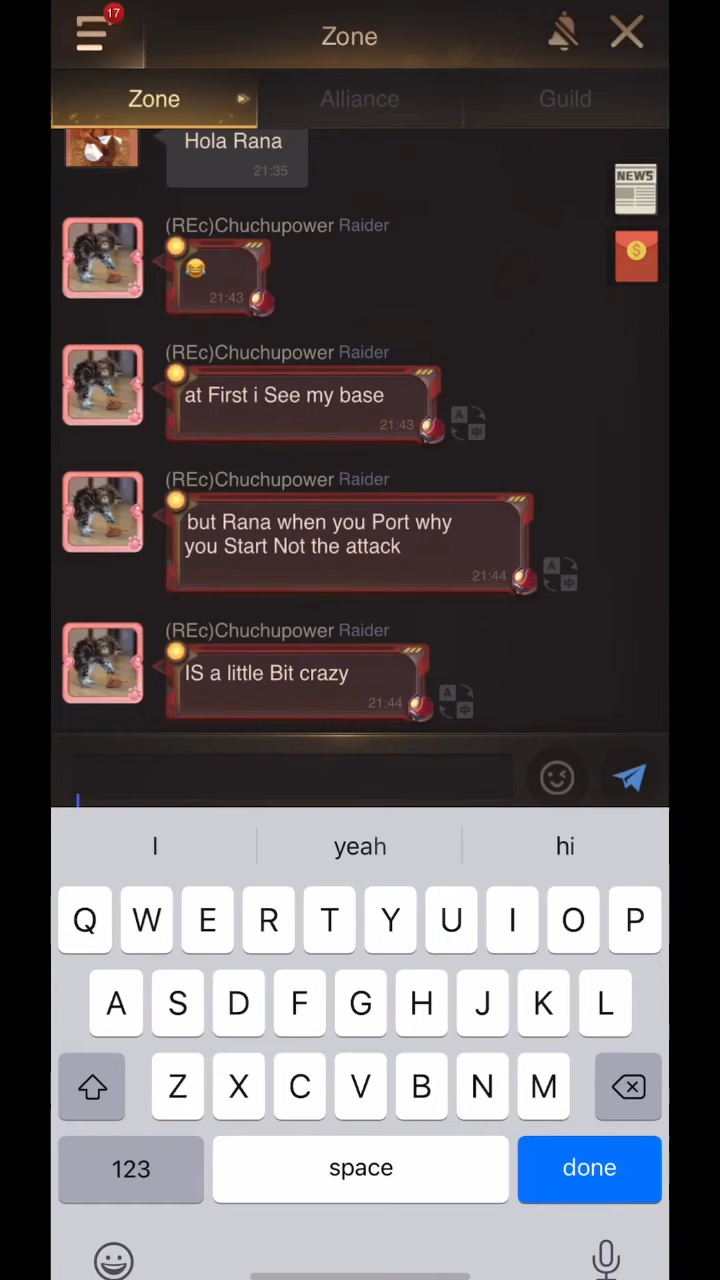 17
Zone
Zone
Alliance
Guild
Hola Rana
21:35
NEWS
(REc)Chuchupower Raider
😂
21:43
(REc)Chuchupower Raider
at First i See my base
21:43
(REc)Chuchupower Raider
but Rana when you Port why
you Start Not the attack
21:44
(REc)Chuchupower Raider
IS a little Bit crazy
21:44
I
yeah
hi
Q W E R T Y U I O P
A S D F G H J K L
Z X C V B N M
123
space
done